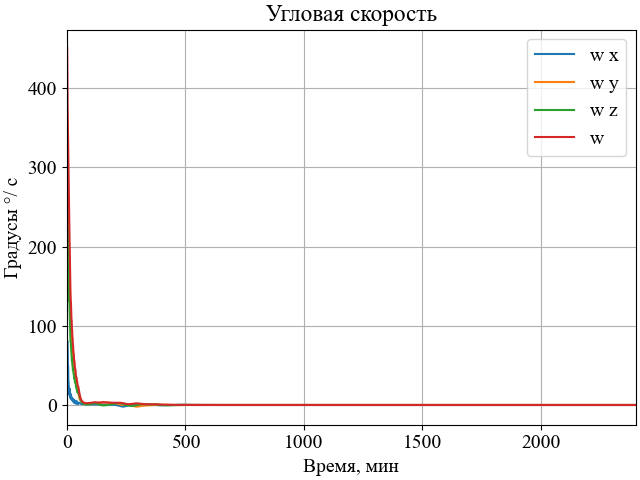 Угловая скорость
w x
w y
w z
w
Градусы °/ с
400
300
200
100
0
0 500 1000 1500 2000
Время, мин